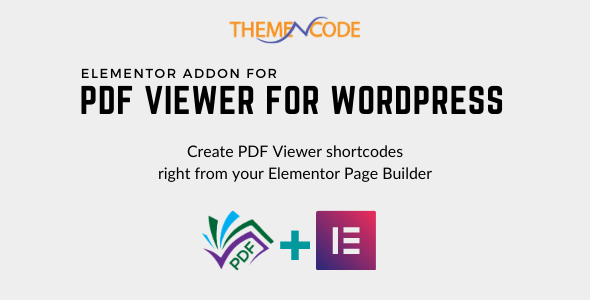 THEMENCODE
ELEMENTOR ADDON FOR
PDF VIEWER FOR WORDPRESS
Create PDF Viewer shortcodes
right from your Elementor Page Builder
PDF